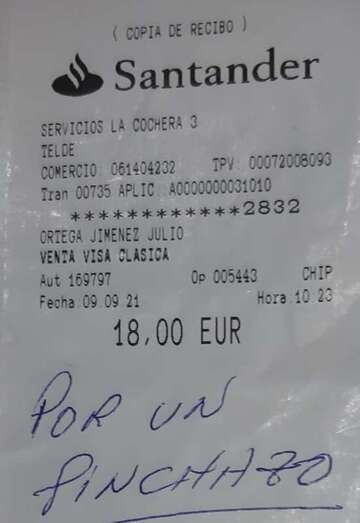 ( COPIA DE RECIBO )
Santander
SERVICIOS LA COCHERA 3
TELDE
COMERCIO: 061404232 TPV: 00072008093
Tran 00735 APLIC A0000000031010
************2832
ORTEGA JIMENEZ JULIO
VENTA VISA CLASICA
Aut 169797 Op 005443 CHIP
Fecha 09 09 21 Hora 10 23
18,00 EUR
POR UN
PINCHAZO